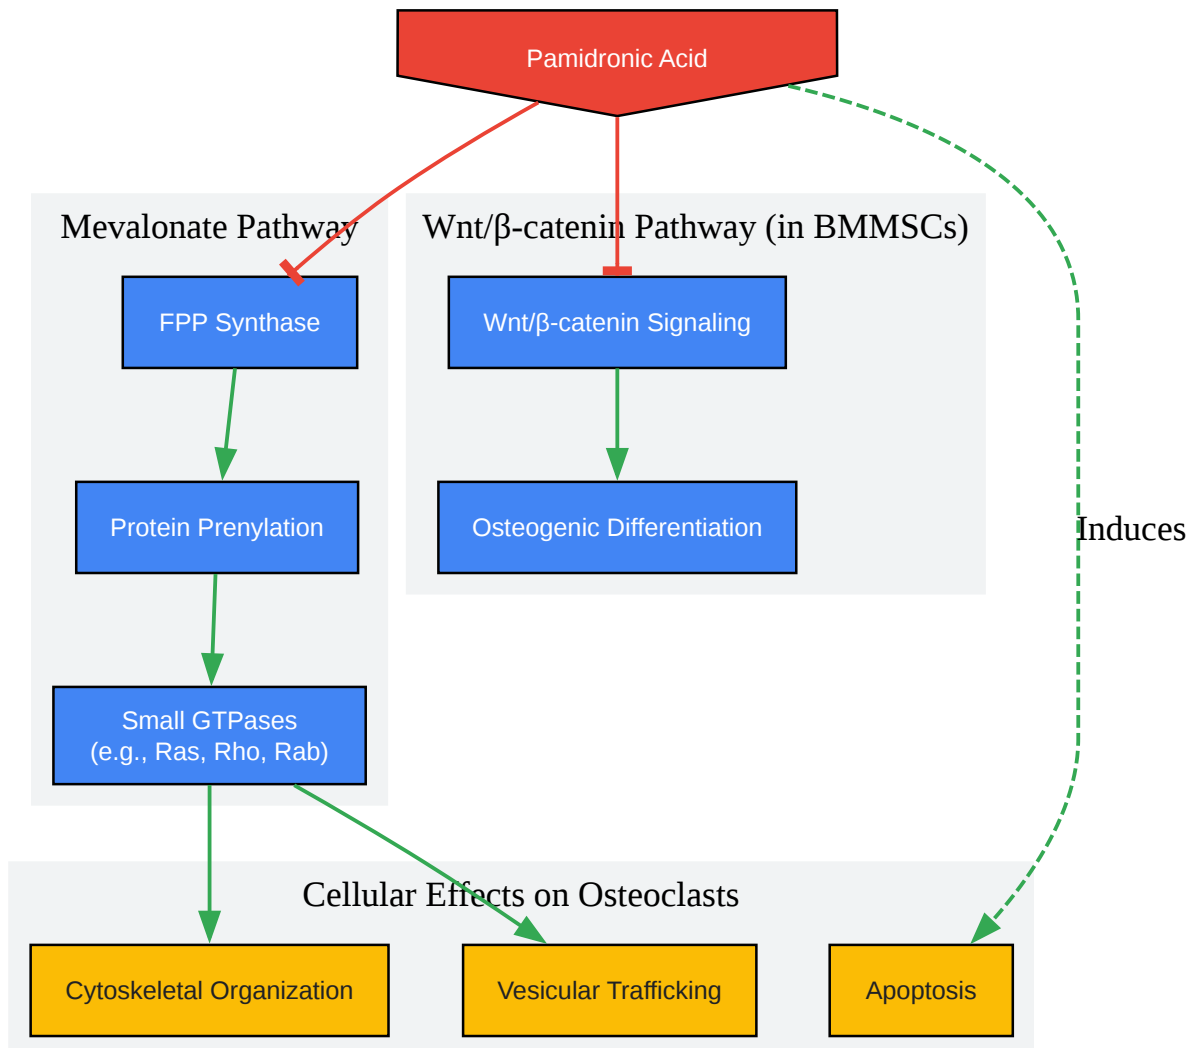 Pamidronic Acid
Mevalonate Pathway
Wnt/β-catenin Pathway (in BMMSCs)
FPP Synthase
Wnt/β-catenin Signaling
Protein Prenylation
Osteogenic Differentiation
Induces
Small GTPases
(e.g., Ras, Rho, Rab)
Cellular Effects on Osteoclasts
Cytoskeletal Organization
Vesicular Trafficking
Apoptosis